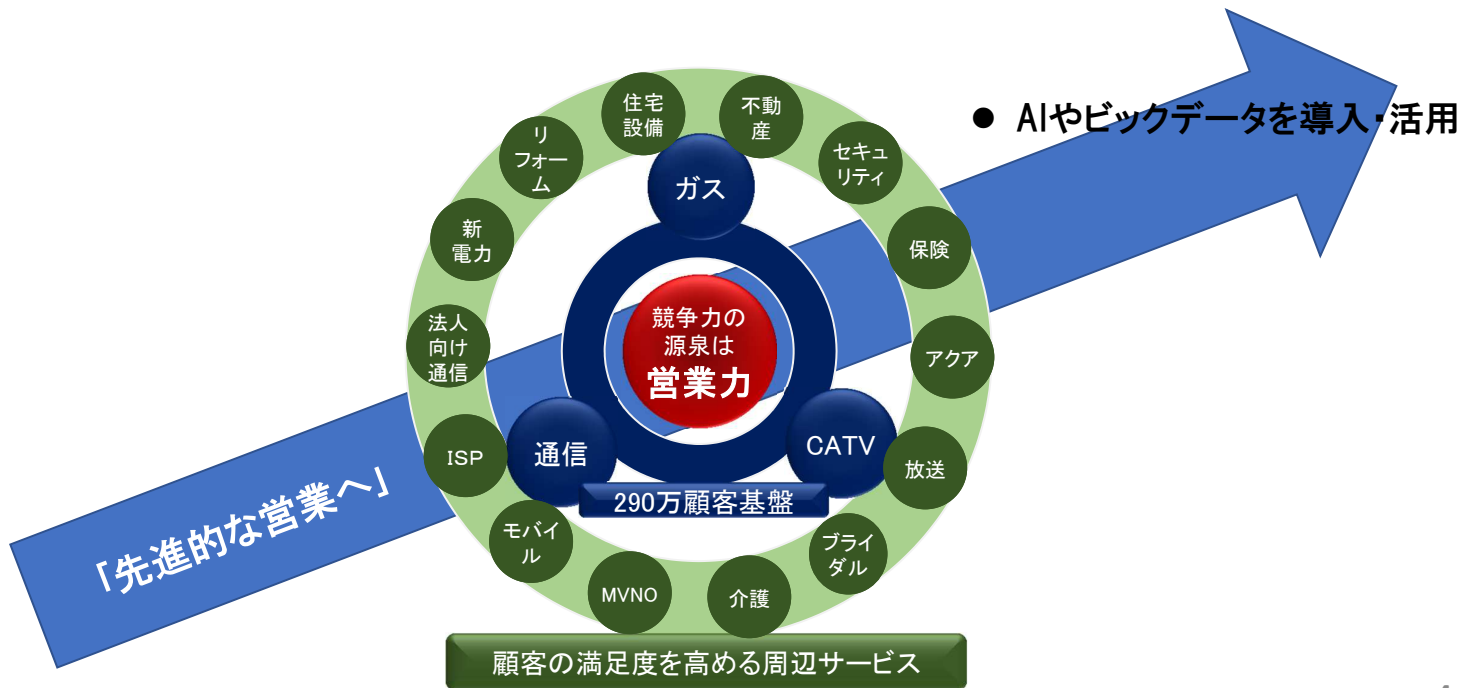 ● AIやビックデータを導入・活用
住宅
設備
不動
産
リ
フォー
ム
セキュ
リティ
ガス
新
電力
保険
法人
向け
通信
競争力の
源泉は
営業力
アクア
ISP
通信
CATV
放送
290万顧客基盤
「先進的な営業へ」
モバイ
ル
ブライ
ダル
MVNO
介護
顧客の満足度を高める周辺サービス